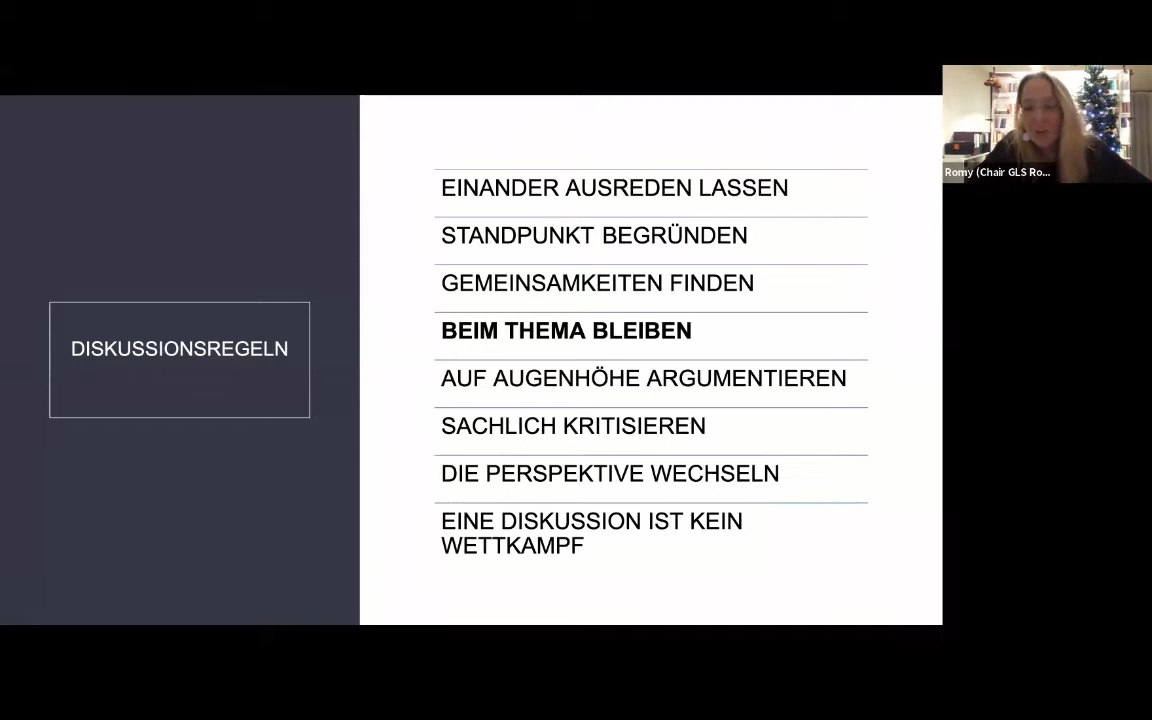 DISKUSSIONSREGELN
EINANDER AUSREDEN LASSEN
STANDPUNKT BEGRÜNDEN
GEMEINSAMKEITEN FINDEN
BEIM THEMA BLEIBEN
AUF AUGENHÖHE ARGUMENTIEREN
SACHLICH KRITISIEREN
DIE PERSPEKTIVE WECHSELN
EINE DISKUSSION IST KEIN
WETTKAMPF
Romy (Chair GLS Ro...